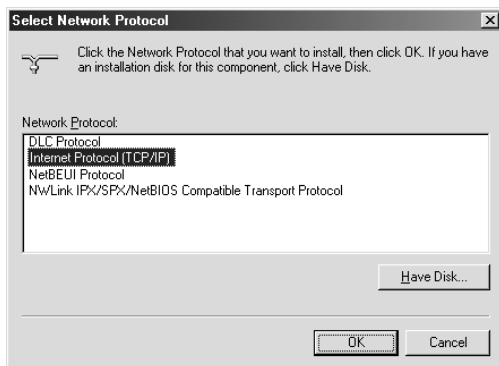 Select Network Protocol
Click the Network Protocol that you want to install, then click OK. If you have
an installation disk for this component, click Have Disk.
Network Protocol:
DLC Protocol
Internet Protocol (TCP/IP)
NetBEUI Protocol
NWLink IPX/SPX/NetBIOS Compatible Transport Protocol
Have Disk...
OK
Cancel